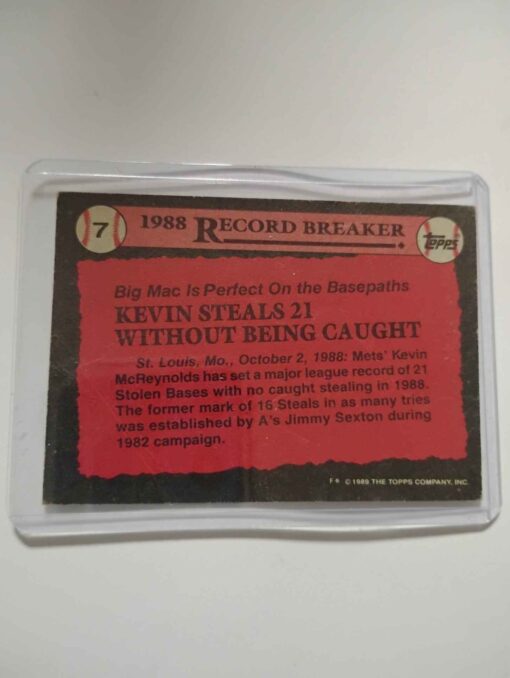 7
1988 RECORD BREAKER
TOPPS
Big Mac Is Perfect On the Basepaths
KEVIN STEALS 21
WITHOUT BEING CAUGHT
St. Louis, Mo., October 2, 1988: Mets' Kevin
McReynolds has set a major league record of 21
Stolen Bases with no caught stealing in 1988.
The former mark of 16 Steals in as many tries
was established by A's Jimmy Sexton during
1982 campaign.
F* © 1989 THE TOPPS COMPANY, INC.